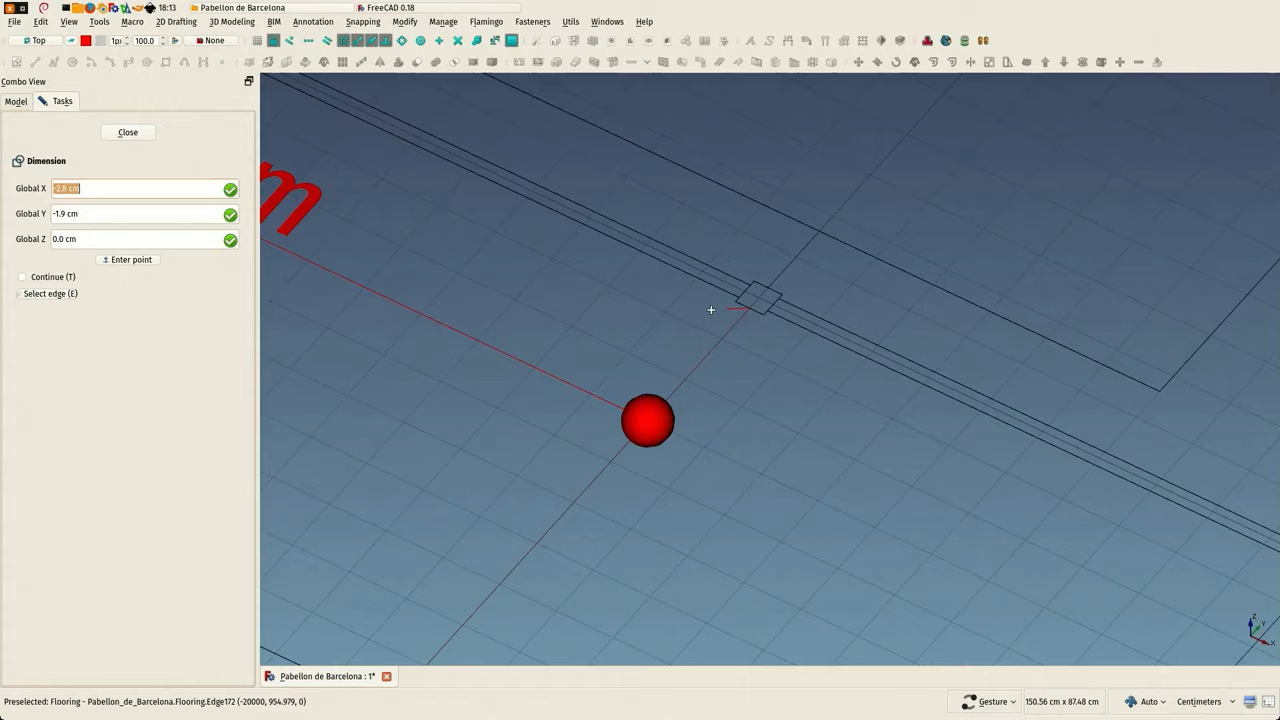 18:13 Pabellon de Barcelona FreeCAD 0.18
File Edit View Tools Macro 2D Drafting 3D Modeling BIM Annotation Snapping Modify Manage Flamingo Fasteners Utils Windows Help
Top 1p 100.0 None
Combo View
Model Tasks
Close
Dimension
Global X -2.8 cm
Global Y -1.9 cm
Global Z 0.0 cm
Enter point
Continue (T)
Select edge (E)
m
Z
Y
X
Pabellon de Barcelona : 1*
Preselected: Flooring - Pabellon_de_Barcelona.Flooring.Edge172 (-20000, 954.979, 0) Gesture 150.56 cm x 87.48 cm Auto Centimeters